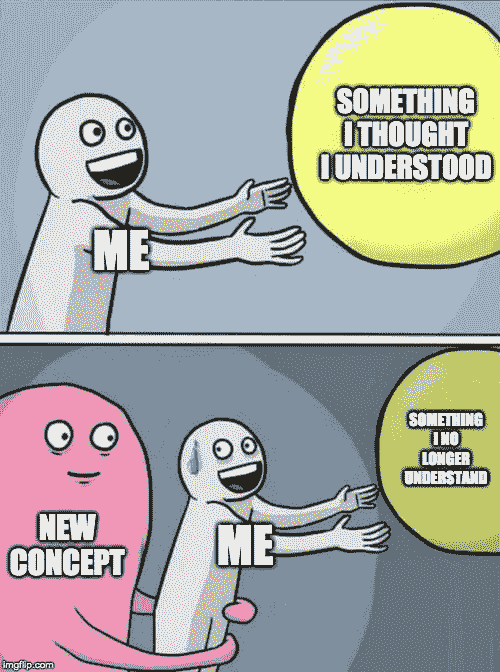 SOMETHING
I THOUGHT
I UNDERSTOOD
ME
SOMETHING
I NO
LONGER
UNDERSTAND
NEW
CONCEPT
ME
imgflip.com